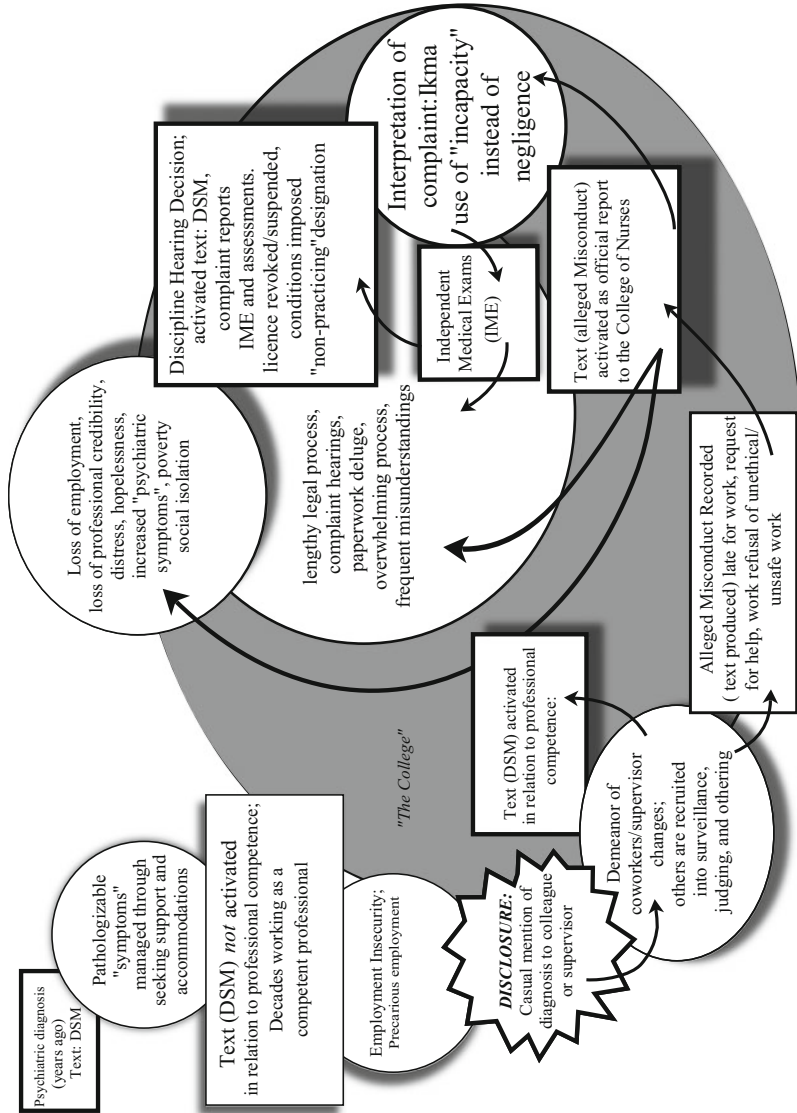 Psychiatric diagnosis
(years ago)
Text: DSM
Pathologizable
"symptoms"
managed through
seeking support and
accommodations
Text (DSM) not activated
in relation to professional competence;
Decades working as a
competent professional
Employment Insecurity;
Precarious employment
DISCLOSURE:
Casual mention of
diagnosis to colleague
or supervisor
Demeanor of
coworkers/supervisor
changes;
others are recruited
into surveillance,
judging, and othering
Text (DSM) activated
in relation to professional
competence:
"The College"
Alleged Misconduct Recorded
( text produced) late for work, request
for help, work refusal of unethical/
unsafe work
Text (alleged Misconduct)
activated as official report
to the College of Nurses
Loss of employment,
loss of professional credibility,
distress, hopelessness,
increased "psychiatric
symptoms", poverty
social isolation
lengthy legal process,
complaint hearings,
paperwork deluge,
overwhelming process,
frequent misunderstandings
Independent
Medical Exams
(IME)
Discipline Hearing Decision;
activated text: DSM,
complaint reports
IME and assessments.
licence revoked/suspended,
conditions imposed
"non-practicing"designation
Interpretation of
complaint:Ikma
use of "incapacity"
instead of
negligence